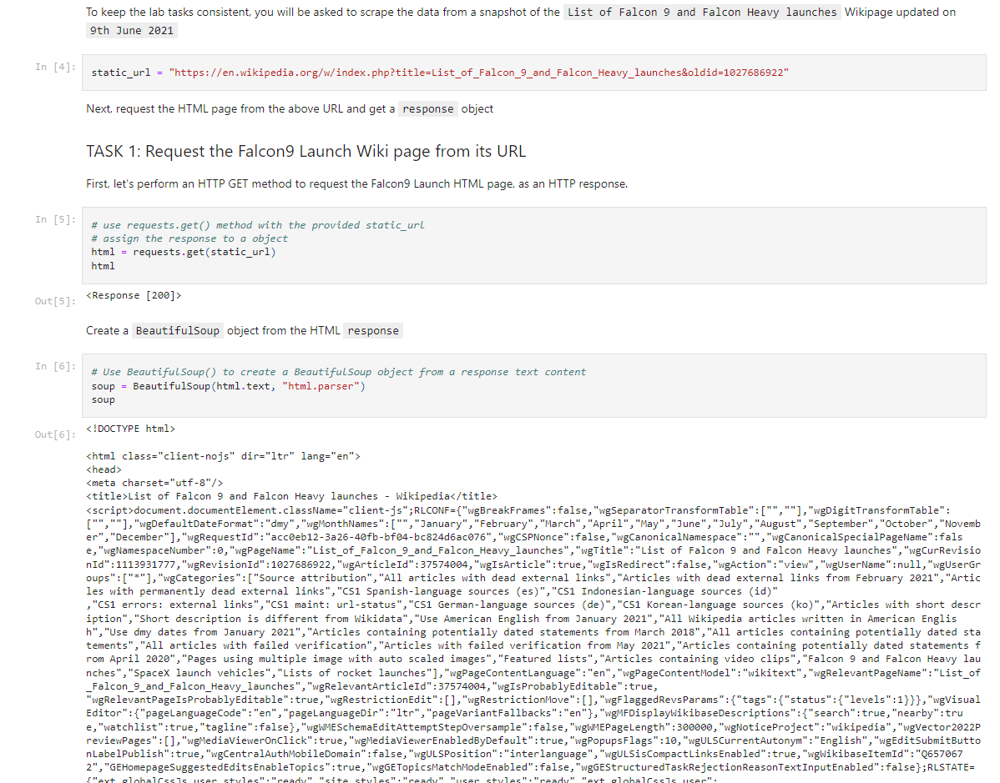 To keep the lab tasks consistent, you will be asked to scrape the data from a snapshot of the List of Falcon 9 and Falcon Heavy launches Wikipage updated on
9th June 2021
In [4]:
static_url = "https://en.wikipedia.org/w/index.php?title=List_of_Falcon_9_and_Falcon_Heavy_launches&oldid=1027686922"
Next, request the HTML page from the above URL and get a response object
TASK 1: Request the Falcon9 Launch Wiki page from its URL
First, let's perform an HTTP GET method to request the Falcon9 Launch HTML page, as an HTTP response.
In [5]:
# use requests.get() method with the provided static_url
# assign the response to a object
html = requests.get(static_url)
html
Out[5]:
<Response [200]>
Create a BeautifulSoup object from the HTML response
In [6]:
# Use BeautifulSoup() to create a BeautifulSoup object from a response text content
soup = BeautifulSoup(html.text, "html.parser")
soup
Out[6]:
<!DOCTYPE html>
<html class="client-nojs" dir="ltr" lang="en">
<head>
<meta charset="utf-8"/>
<title>List of Falcon 9 and Falcon Heavy launches - Wikipedia</title>
<script>document.documentElement.className="client-js";RLCONF={"wgBreakFrames":false,"wgSeparatorTransformTable":["",""],"wgDigitTransformTable":
["",""],"wgDefaultDateFormat":"dmy","wgMonthNames":["","January","February","March","April","May","June","July","August","September","October","Novemb
er","December"],"wgRequestId":"acc0eb12-3a26-40fb-bf04-bc824d6ac076","wgCSPNonce":false,"wgCanonicalNamespace":"","wgCanonicalSpecialPageName":fals
e,"wgNamespaceNumber":0,"wgPageName":"List_of_Falcon_9_and_Falcon_Heavy_launches","wgTitle":"List of Falcon 9 and Falcon Heavy launches","wgCurRevisio
nId":1113931777,"wgRevisionId":1027686922,"wgArticleId":37574004,"wgIsArticle":true,"wgIsRedirect":false,"wgAction":"view","wgUserName":null,"wgUserGr
oups":["*"],"wgCategories":["Source attribution","All articles with dead external links","Articles with dead external links from February 2021","Artic
les with permanently dead external links","CS1 Spanish-language sources (es)","CS1 Indonesian-language sources (id)"
,"CS1 errors: external links","CS1 maint: url-status","CS1 German-language sources (de)","CS1 Korean-language sources (ko)","Articles with short descr
iption","Short description is different from Wikidata","Use American English from January 2021","All Wikipedia articles written in American Englis
h","Use dmy dates from January 2021","Articles containing potentially dated statements from March 2018","All articles containing potentially dated sta
tements","All articles with failed verification","Articles with failed verification from May 2021","Articles containing potentially dated statements f
rom April 2020","Pages using multiple image with auto scaled images","Featured lists","Articles containing video clips","Falcon 9 and Falcon Heavy lau
nches","SpaceX launch vehicles","Lists of rocket launches"],"wgPageContentLanguage":"en","wgPageContentModel":"wikitext","wgRelevantPageName":"List_of
_Falcon_9_and_Falcon_Heavy_launches","wgRelevantArticleId":37574004,"wgIsProbablyEditable":true,
"wgRelevantPageIsProbablyEditable":true,"wgRestrictionEdit":[],"wgRestrictionMove":[],"wgFlaggedRevsParams":{"tags":{"status":{"levels":1}}},"wgVisual
Editor":{"pageLanguageCode":"en","pageLanguageDir":"ltr","pageVariantFallbacks":"en"},"wgMFDisplayWikibaseDescriptions":{"search":true,"nearby":tru
e,"watchlist":true,"tagline":false},"wgWMESchemaEditAttemptStepOversample":false,"wgWMEPageLength":300000,"wgNoticeProject":"wikipedia","wgVector2022P
reviewPages":[],"wgMediaViewerOnClick":true,"wgMediaViewerEnabledByDefault":true,"wgPopupsFlags":10,"wgULSCurrentAutonym":"English","wgEditSubmitButto
nLabelPublish":true,"wgCentralAuthMobileDomain":false,"wgULSPosition":"interlanguage","wgULSisCompactLinksEnabled":true,"wgWikibaseItemId":"Q657067
2","GEHomepageSuggestedEditsEnableTopics":true,"wgGETopicsMatchModeEnabled":false,"wgGEStructuredTaskRejectionReasonTextInputEnabled":false};RLSTATE=
{"ext.globalCssJs.user.styles":"ready","site.styles":"ready","user.styles":"ready","ext.globalCssJs.user":